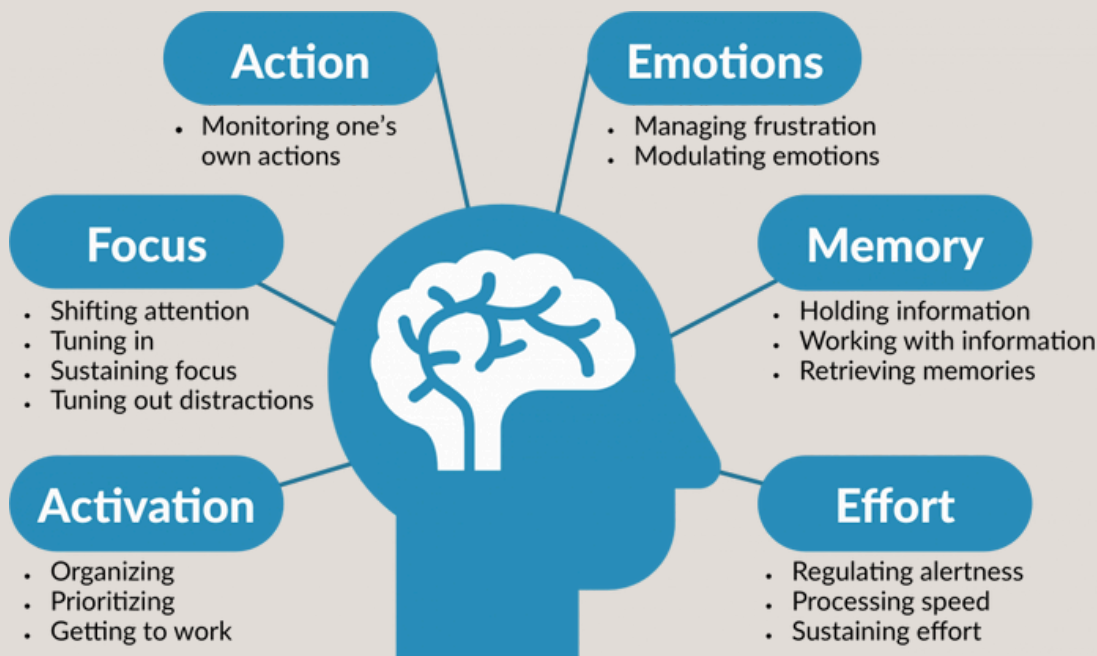 Action
• Monitoring one's
own actions
Emotions
• Managing frustration
• Modulating emotions
Focus
• Shifting attention
• Tuning in
• Sustaining focus
• Tuning out distractions
Memory
• Holding information
• Working with information
• Retrieving memories
Activation
• Organizing
• Prioritizing
• Getting to work
Effort
• Regulating alertness
• Processing speed
• Sustaining effort